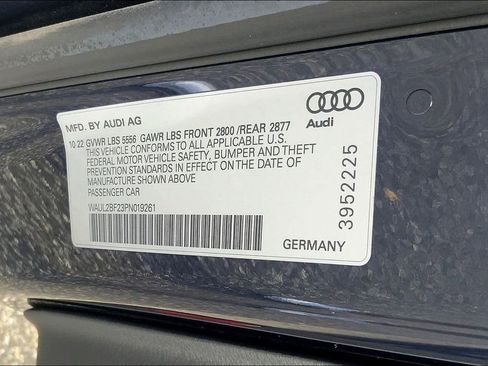 MFD. BY AUDI AG
10.22 GVWR LBS 5556 GAWR LBS FRONT 2800 /REAR 2877
THIS VEHICLE CONFORMS TO ALL APPLICABLE U.S.
FEDERAL MOTOR VEHICLE SAFETY, BUMPER AND THEFT
PREVENTION STANDARDS IN EFFECT ON THE DATE OF
MANUFACTURE SHOWN ABOVE
PASSENGER CAR
WAUL2BF23PN019261
Audi
3952225
GERMANY